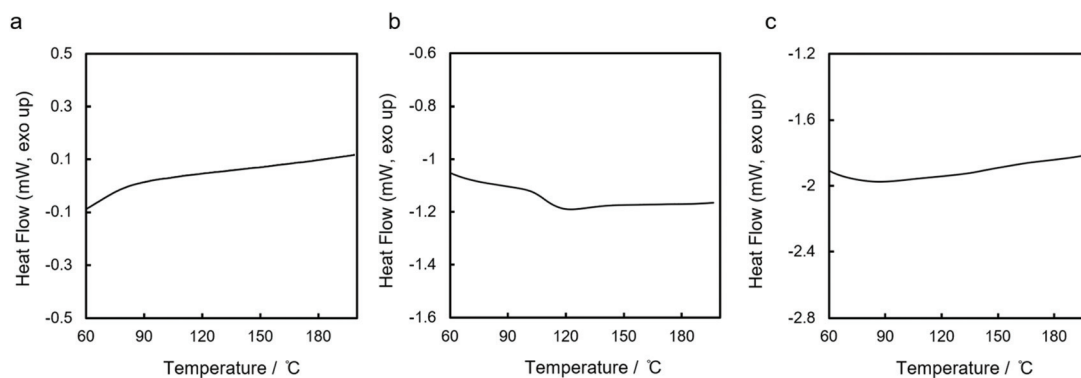 a
Heat Flow (mW, exo up)
0.5
0.3
0.1
-0.1
-0.3
-0.5
60 90 120 150 180
Temperature / ℃
b
Heat Flow (mW, exo up)
-0.6
-0.8
-1
-1.2
-1.4
-1.6
60 90 120 150 180
Temperature / ℃
c
Heat Flow (mW, exo up)
-1.2
-1.6
-2
-2.4
-2.8
60 90 120 150 180
Temperature / ℃